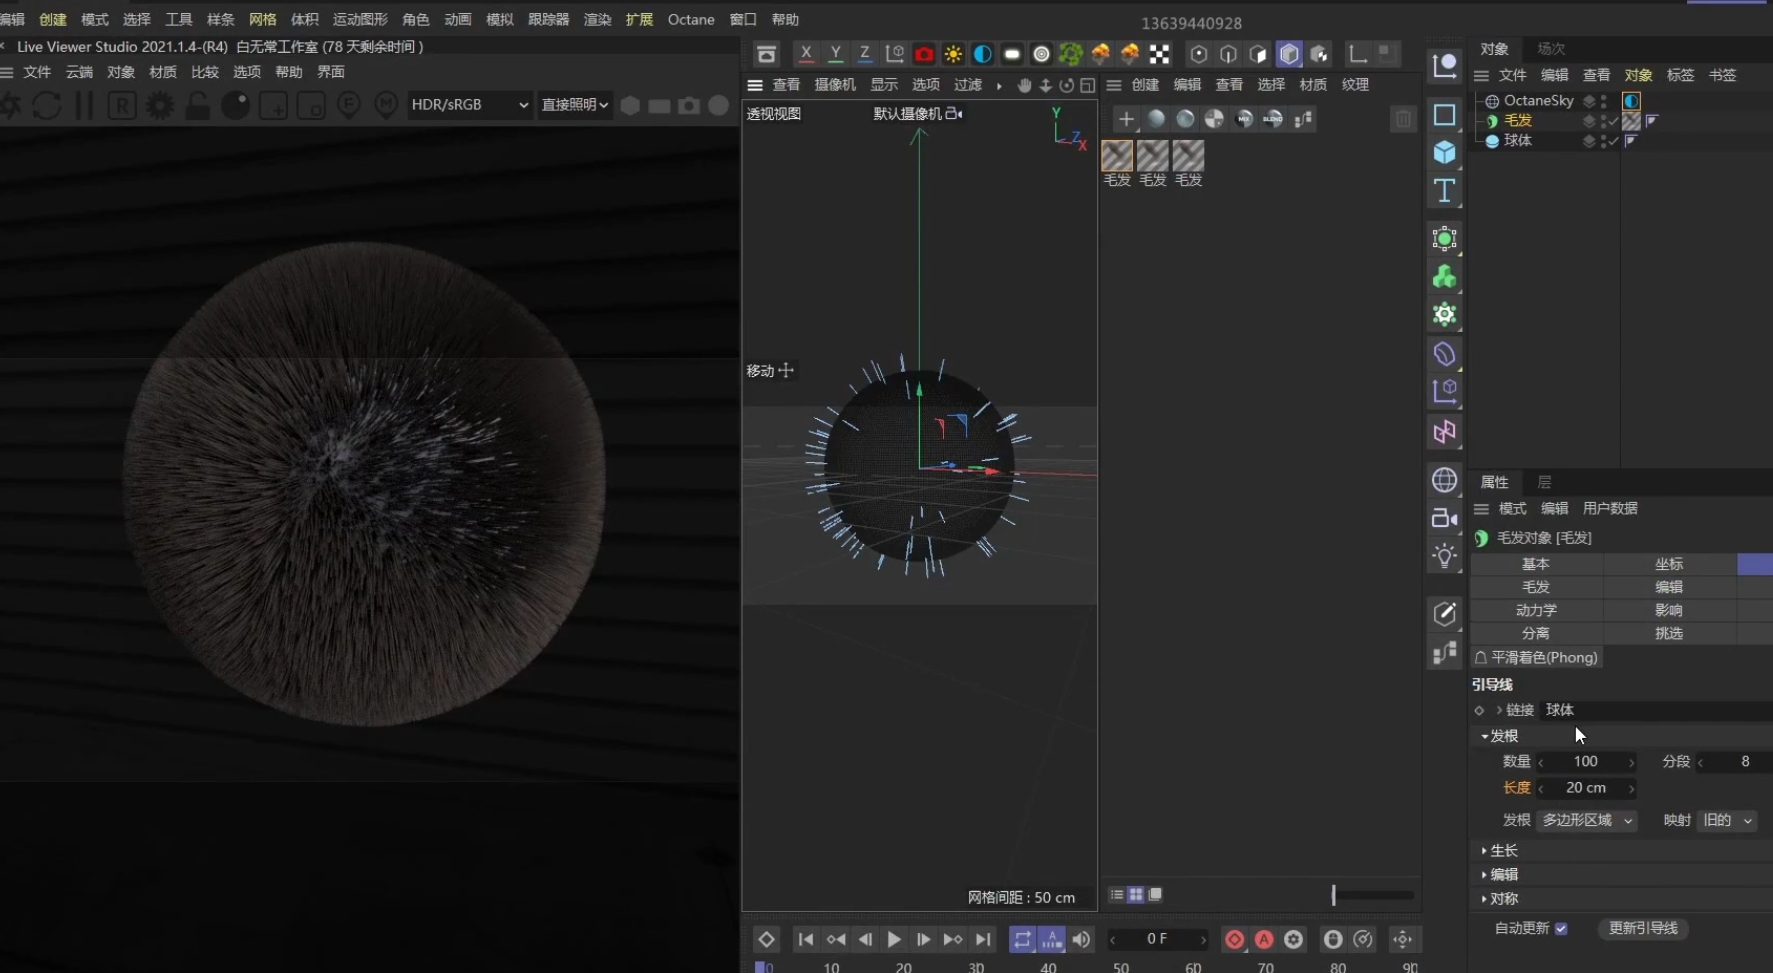 编辑 创建 模式 选择 工具 样条 网格 体积 运动图形 角色 动画 模拟 跟踪器 渲染 扩展 Octane 窗口 帮助
13639440928
Live Viewer Studio 2021.1.4-(R4) 白无常工作室 (78 天剩余时间 )
文件 云端 对象 材质 比较 选项 帮助 界面
HDR/sRGB 直接照明
X Y Z
查看 摄像机 显示 选项 过滤
透视视图 默认摄像机
Y
Z
X
移动
网格间距 : 50 cm
创建 编辑 查看 选择 材质 纹理
MIX BLEND
毛发 毛发 毛发
对象 场次
文件 编辑 查看 对象 标签 书签
OctaneSky
毛发
球体
属性 层
模式 编辑 用户数据
毛发对象 [毛发]
基本 坐标
毛发 编辑
动力学 影响
分离 挑选
平滑着色(Phong)
引导线
链接 球体
发根
数量 100 分段 8
长度 20 cm
发根 多边形区域 映射 旧的
生长
编辑
对称
自动更新 更新引导线
0 F
0 10 20 30 40 50 60 70 80 90